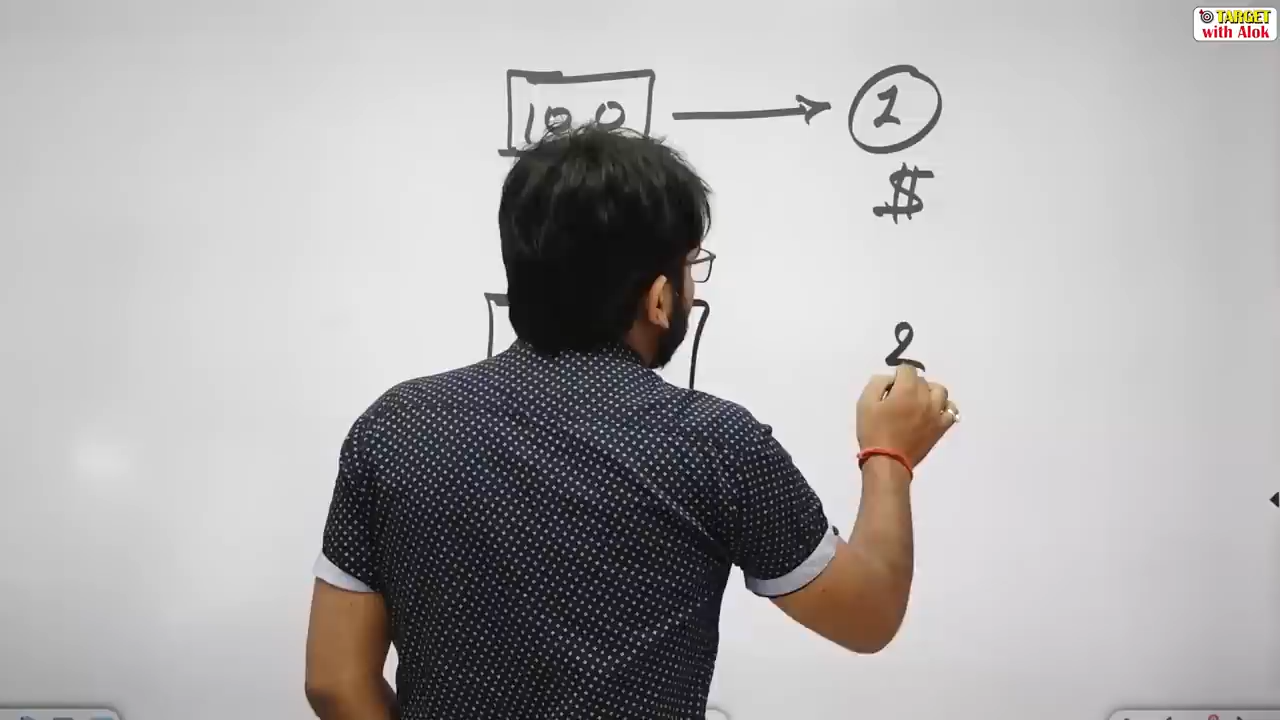 TARGET
with Alok
100 → 1
$
2